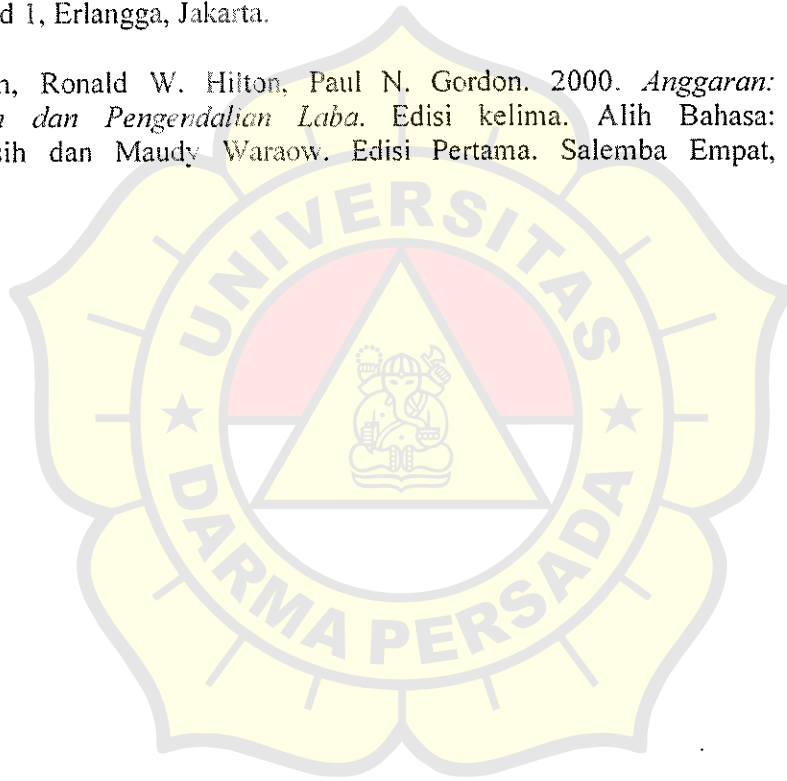 d 1, Erlangga, Jakarta.
n, Ronald W. Hilton, Paul N. Gordon. 2000. Anggaran:
n dan Pengendalian Laba. Edisi kelima. Alih Bahasa:
sih dan Maudy Waraow. Edisi Pertama. Salemba Empat,
UNIVERSITAS
DARMA PERSADA